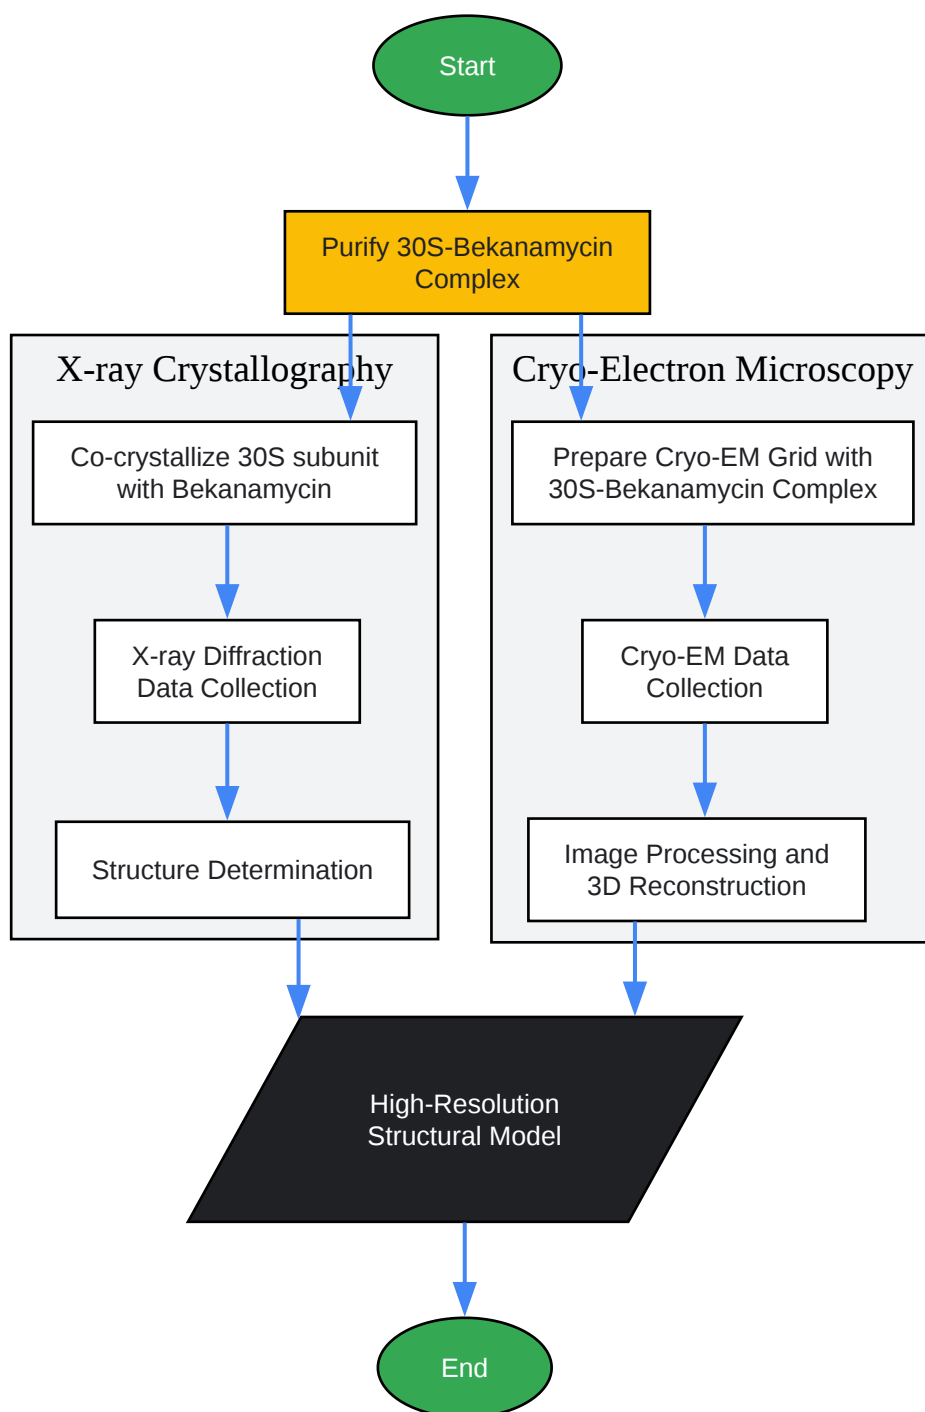 Start
Purify 30S-Bekanamycin
Complex
X-ray Crystallography
Co-crystallize 30S subunit
with Bekanamycin
X-ray Diffraction
Data Collection
Structure Determination
Cryo-Electron Microscopy
Prepare Cryo-EM Grid with
30S-Bekanamycin Complex
Cryo-EM Data
Collection
Image Processing and
3D Reconstruction
High-Resolution
Structural Model
End